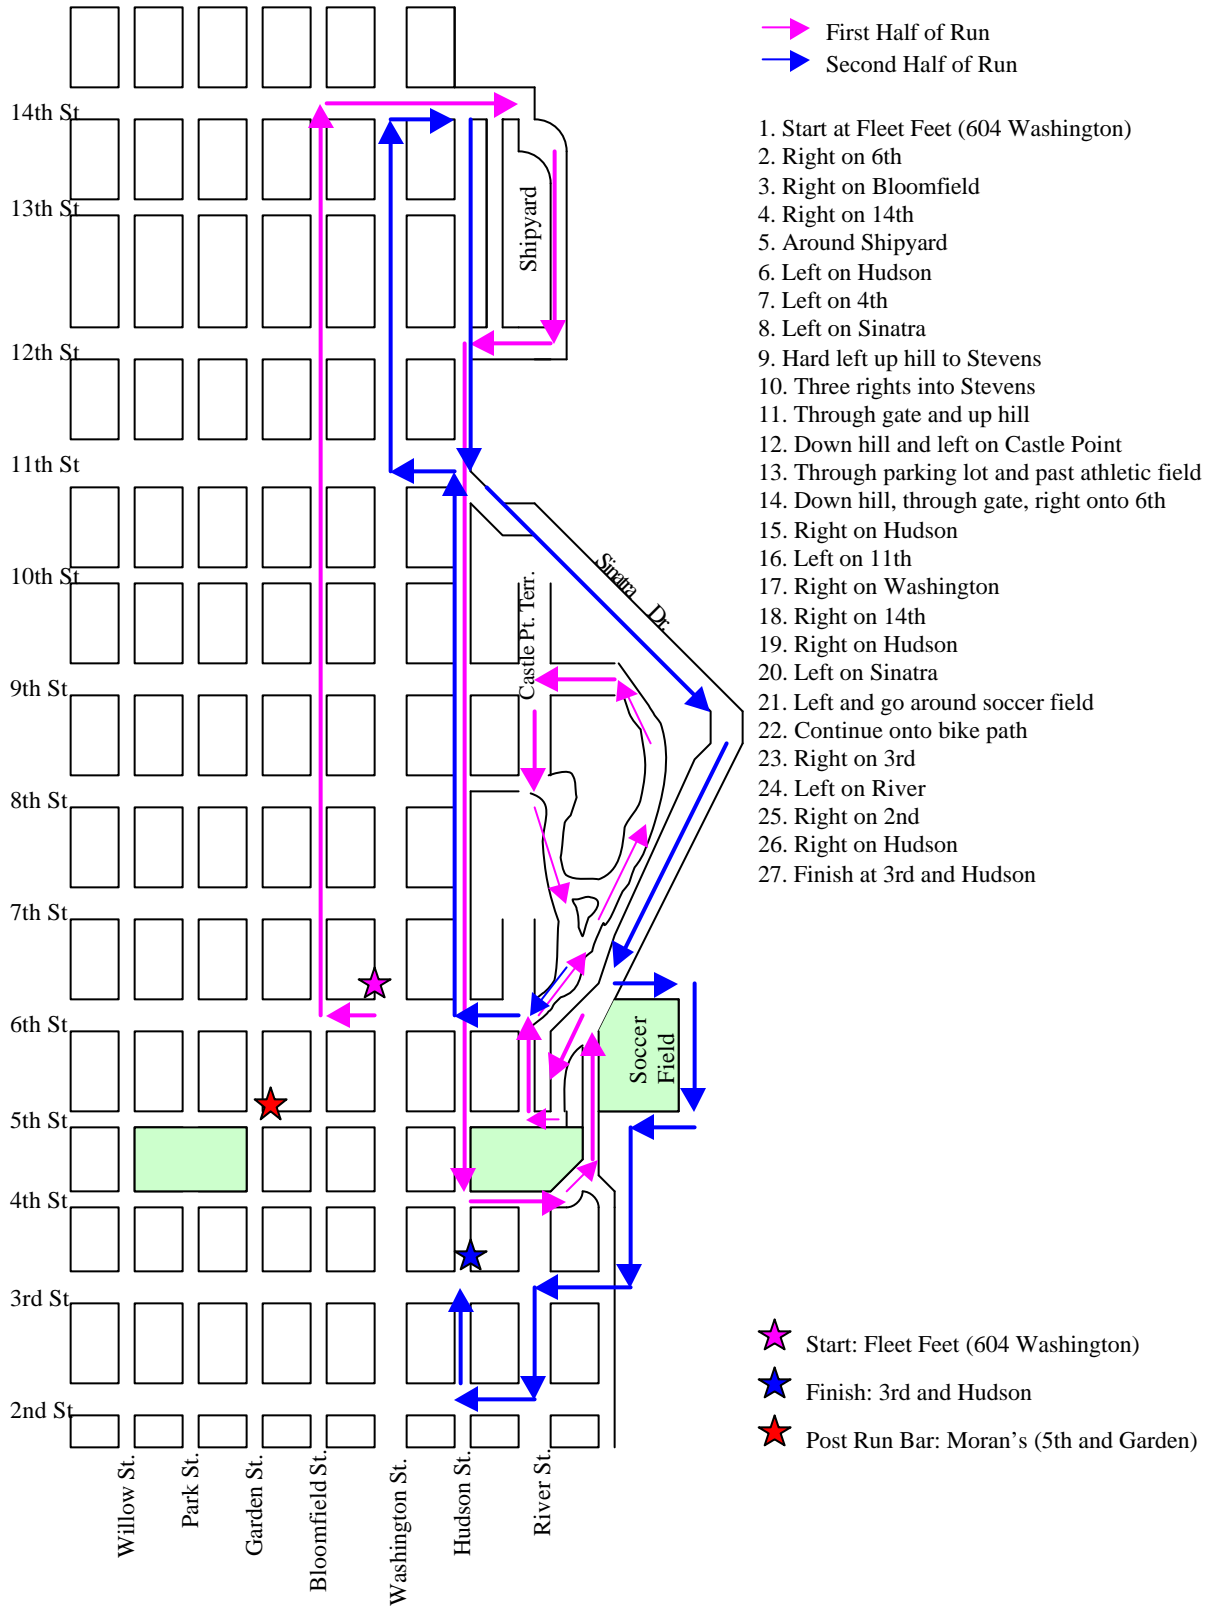 First Half of Run
Second Half of Run
1. Start at Fleet Feet (604 Washington)
2. Right on 6th
3. Right on Bloomfield
4. Right on 14th
5. Around Shipyard
6. Left on Hudson
7. Left on 4th
8. Left on Sinatra
9. Hard left up hill to Stevens
10. Three rights into Stevens
11. Through gate and up hill
12. Down hill and left on Castle Point
13. Through parking lot and past athletic field
14. Down hill, through gate, right onto 6th
15. Right on Hudson
16. Left on 11th
17. Right on Washington
18. Right on 14th
19. Right on Hudson
20. Left on Sinatra
21. Left and go around soccer field
22. Continue onto bike path
23. Right on 3rd
24. Left on River
25. Right on 2nd
26. Right on Hudson
27. Finish at 3rd and Hudson
14th St
13th St
12th St
11th St
10th St
9th St
8th St
7th St
6th St
5th St
4th St
3rd St
2nd St
Shipyard
Sinatra Dr.
Castle Pt. Terr.
Soccer
Field
Start: Fleet Feet (604 Washington)
Finish: 3rd and Hudson
Post Run Bar: Moran's (5th and Garden)
Willow St.
Park St.
Garden St.
Bloomfield St.
Washington St.
Hudson St.
River St.